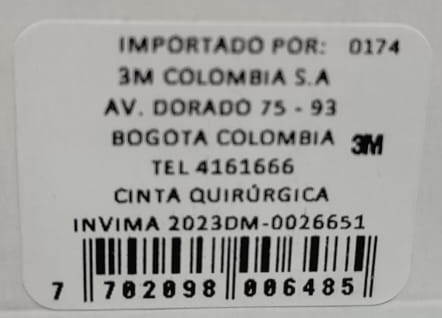 IMPORTADO POR: 0174
3M COLOMBIA S.A
AV. DORADO 75 - 93
BOGOTA COLOMBIA 3M
TEL 4161666
CINTA QUIRÚRGICA
INVIMA 2023DM-0026651
7 702098 006485